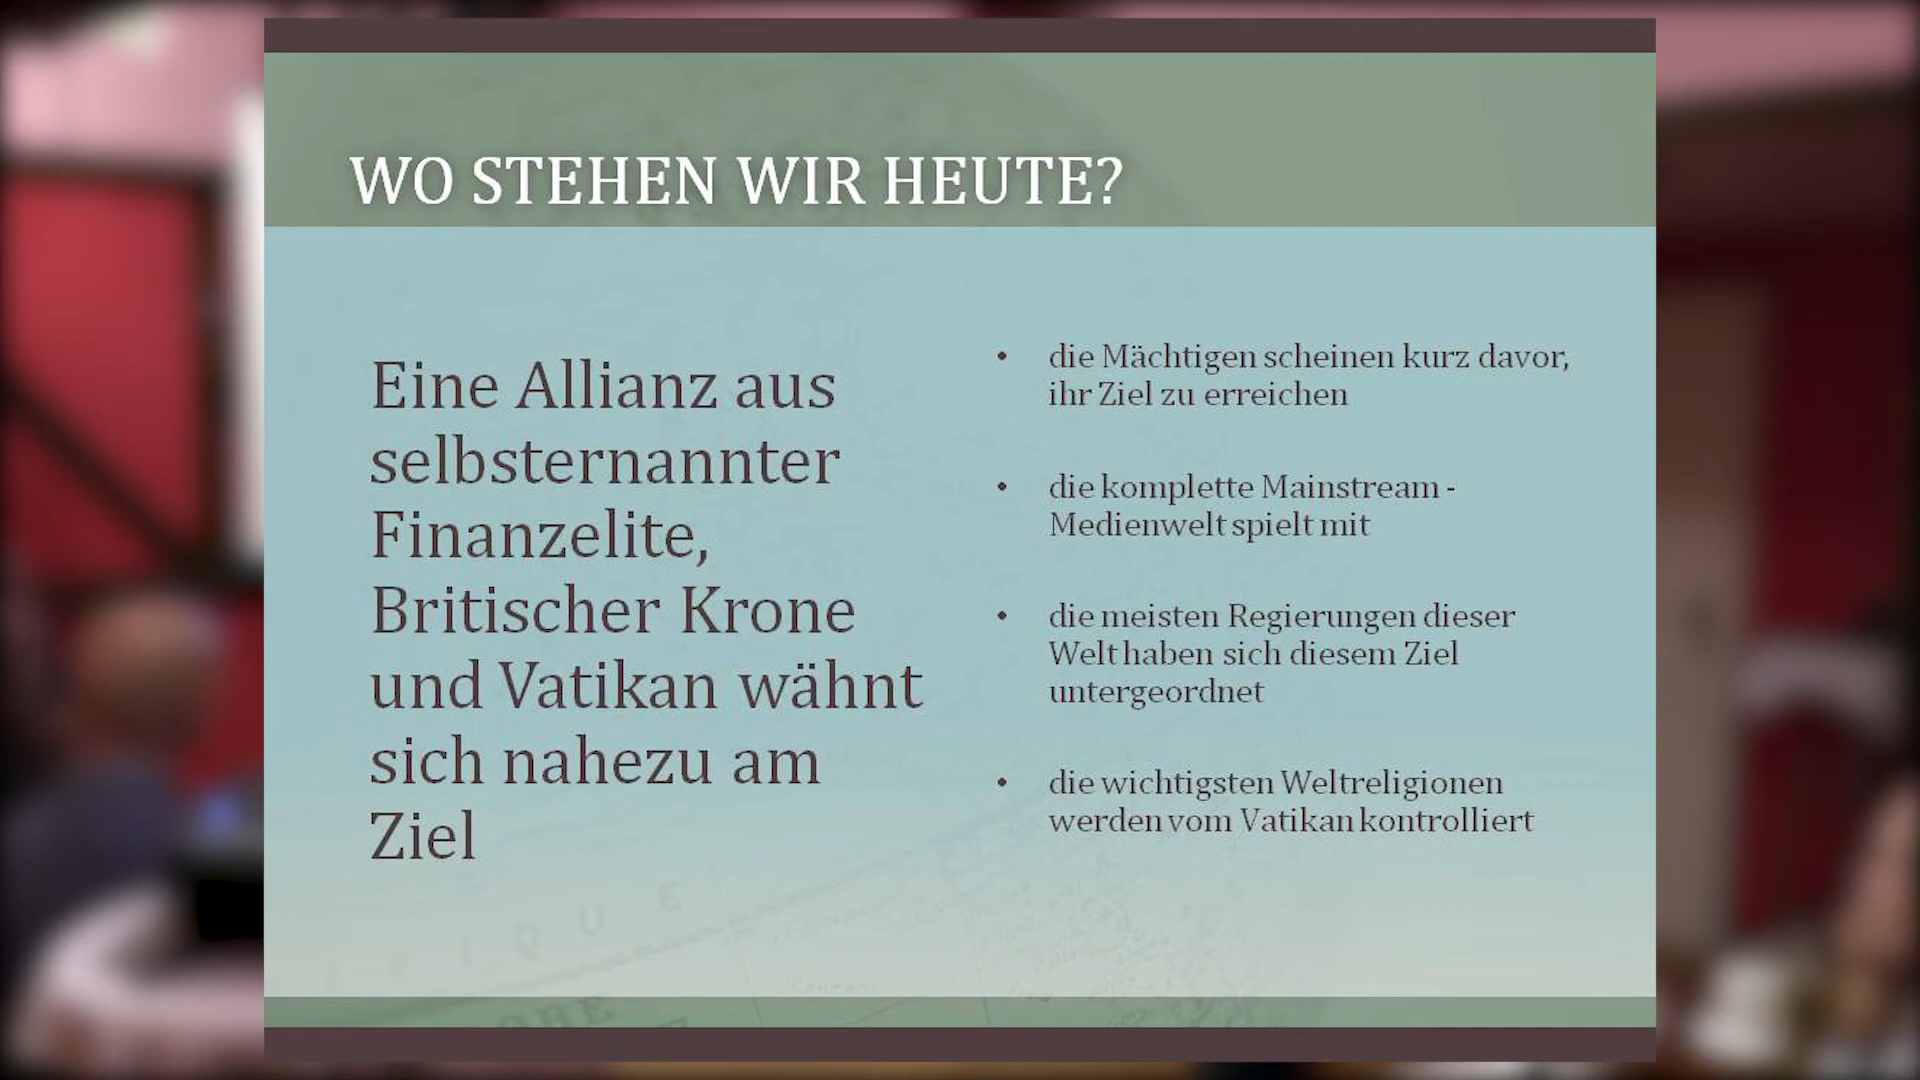 WO STEHEN WIR HEUTE?
Eine Allianz aus
selbsternannter
Finanzelite,
Britischer Krone
und Vatikan wähnt
sich nahezu am
Ziel
• die Mächtigen scheinen kurz davor,
ihr Ziel zu erreichen
• die komplette Mainstream -
Medienwelt spielt mit
• die meisten Regierungen dieser
Welt haben sich diesem Ziel
untergeordnet
• die wichtigsten Weltreligionen
werden vom Vatikan kontrolliert